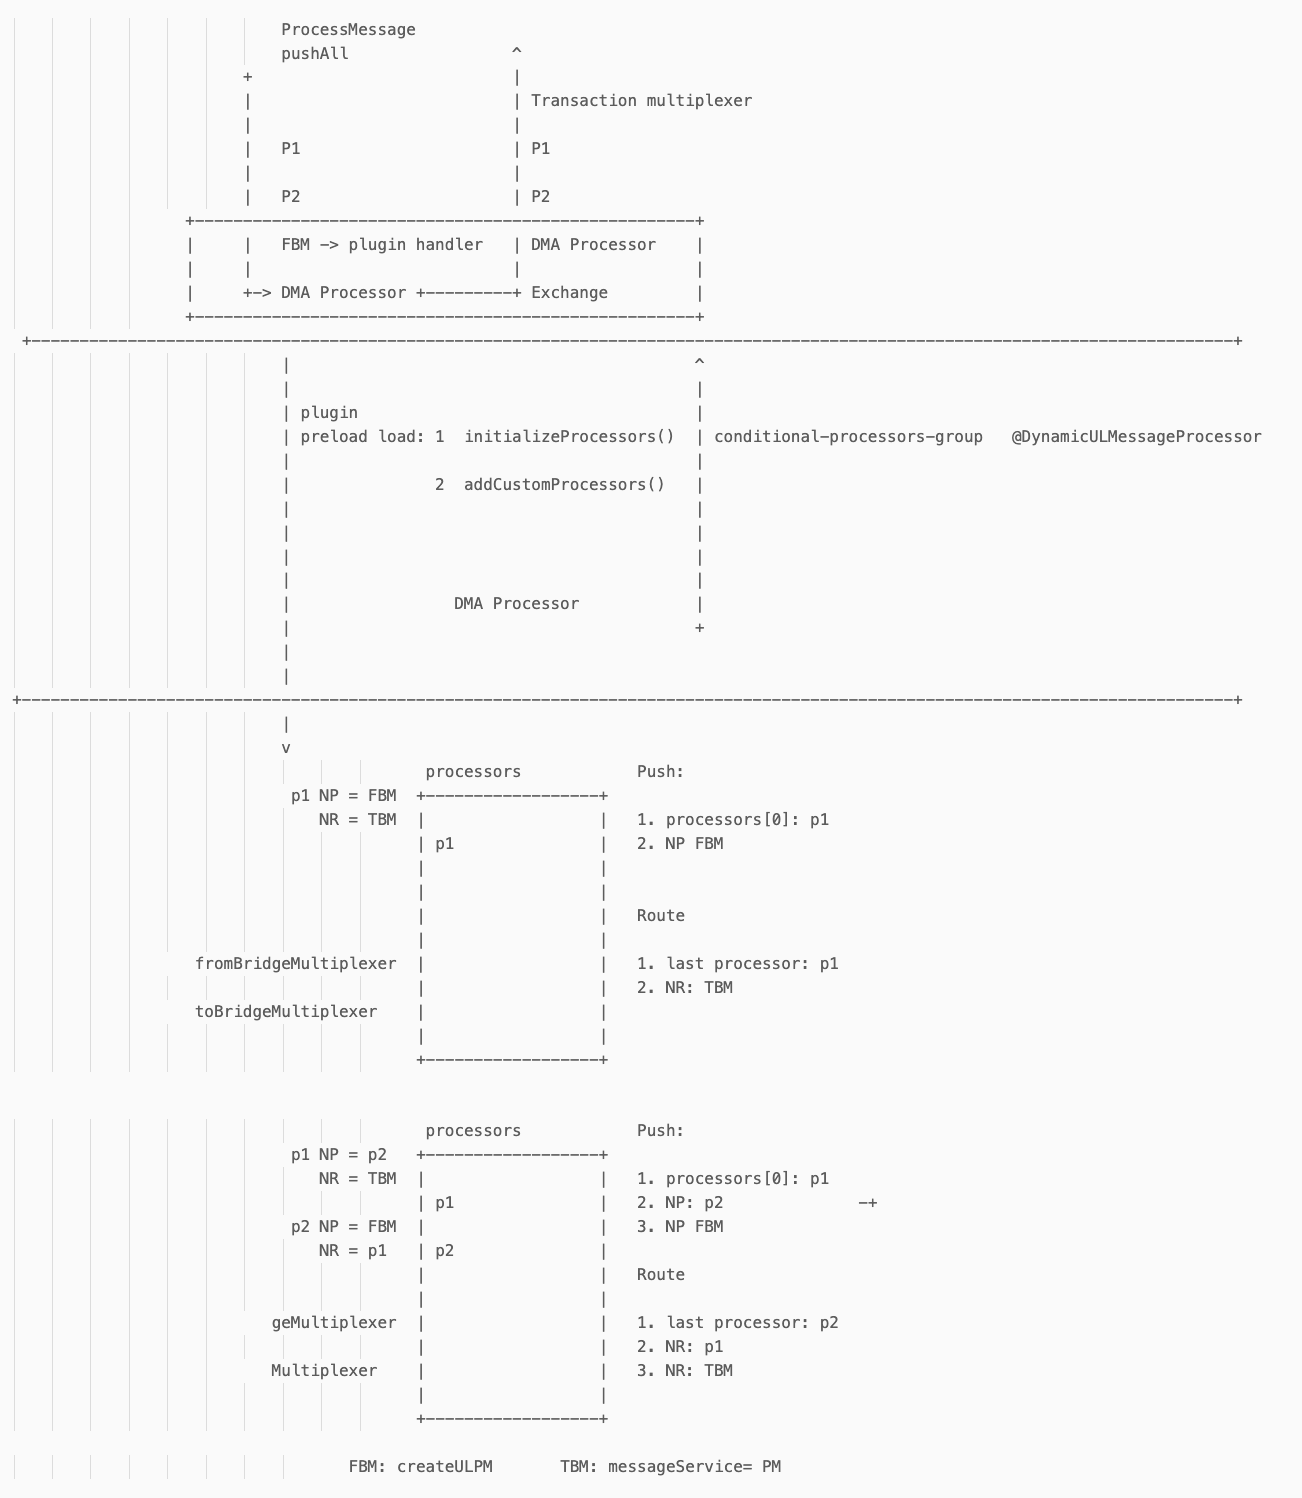 ProcessMessage
pushAll ^
+ |
| | Transaction multiplexer
| |
| P1 | P1
| |
| P2 | P2
+-----------------------------------------------------+
| | FBM -> plugin handler | DMA Processor |
| | | |
| +-> DMA Processor +---------+ Exchange |
+-----------------------------------------------------+
+-----------------------------------------------------------------------------------------------------------------------------+
| ^
| |
| plugin |
| preload load: 1 initializeProcessors() | conditional-processors-group @DynamicULMessageProcessor
| |
| 2 addCustomProcessors() |
| |
| |
| |
| |
| DMA Processor |
| +
|
|
+------------------------------------------------------------------------------------------------------------------------------+
|
v
processors Push:
p1 NP = FBM +------------------+
NR = TBM | | 1. processors[0]: p1
| p1 | 2. NP FBM
| |
| |
| | Route
| |
fromBridgeMultiplexer | | 1. last processor: p1
| | 2. NR: TBM
toBridgeMultiplexer | |
| |
+------------------+
processors Push:
p1 NP = p2 +------------------+
NR = TBM | | 1. processors[0]: p1
| p1 | 2. NP: p2 -+
p2 NP = FBM | | 3. NP FBM
NR = p1 | p2 |
| | Route
| |
geMultiplexer | | 1. last processor: p2
| | 2. NR: p1
Multiplexer | | 3. NR: TBM
| |
+------------------+
FBM: createULPM TBM: messageService= PM